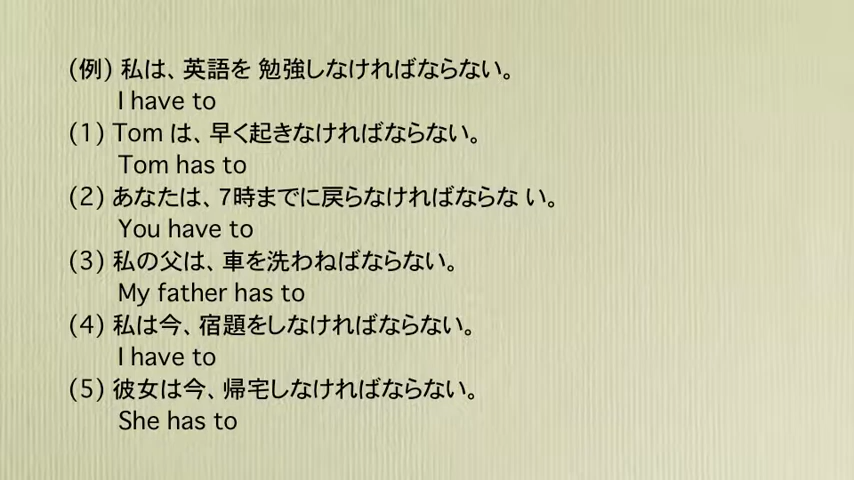 (例) 私は、英語を 勉強しなければならない。
I have to
(1) Tom は、早く起きなければならない。
Tom has to
(2) あなたは、7時までに戻らなければならな い。
You have to
(3) 私の父は、車を洗わねばならない。
My father has to
(4) 私は今、宿題をしなければならない。
I have to
(5) 彼女は今、帰宅しなければならない。
She has to